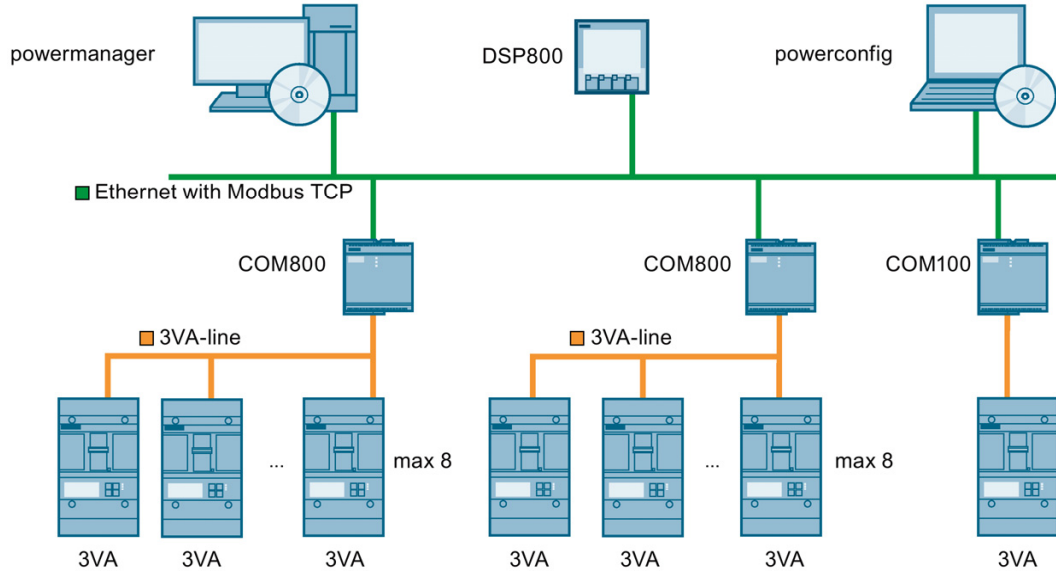 powermanager
DSP800
powerconfig
Ethernet with Modbus TCP
COM800
COM800
COM100
3VA-line
3VA-line
...
max 8
...
max 8
3VA
3VA
3VA
3VA
3VA
3VA
3VA